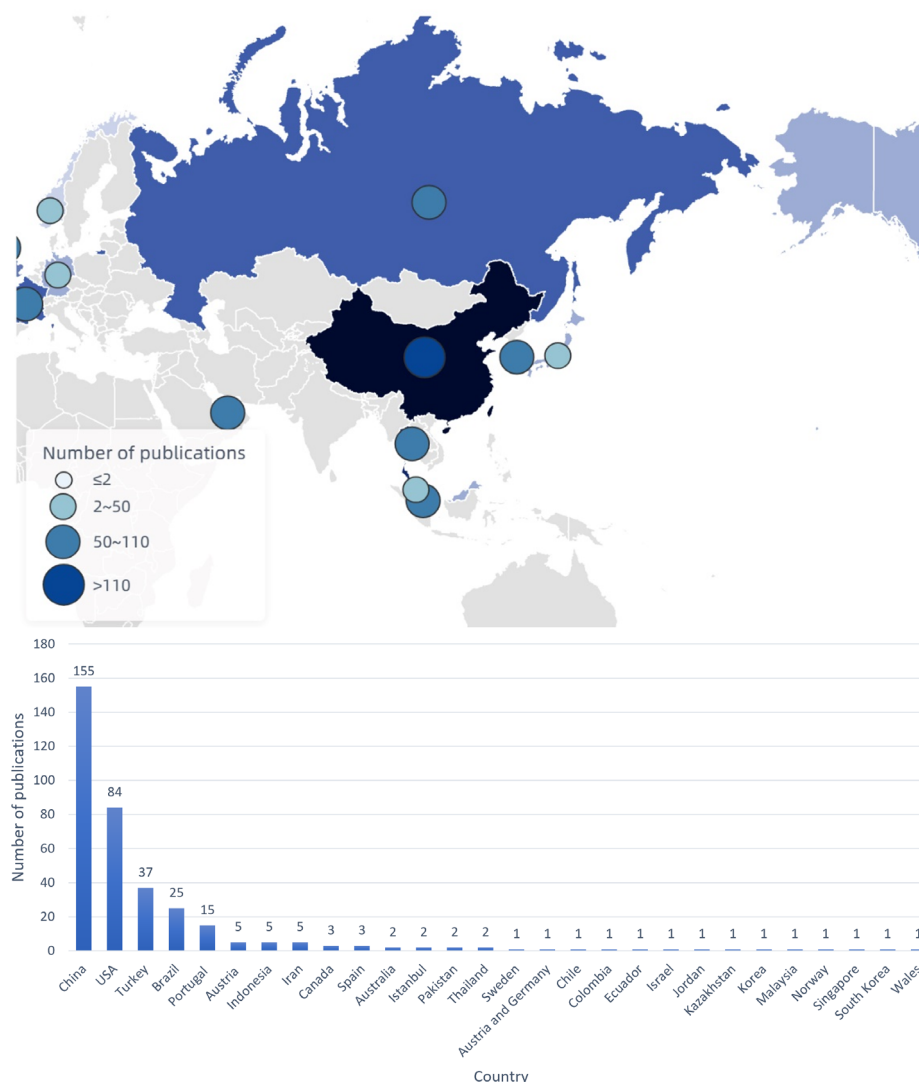 Number of publications
≤2
2~50
50~110
>110
180
160
140
120
100
80
60
40
20
0
Number of publications
155
84
37
25
15
5
5
5
3
3
2
2
2
2
1
1
1
1
1
1
1
1
1
1
1
1
1
1
China
USA
Turkey
Brazil
Portugal
Austria
Indonesia
Iran
Canada
Spain
Australia
Istanbul
Pakistan
Thailand
Sweden
Austria and Germany
Chile
Colombia
Ecuador
Israel
Jordan
Kazakhstan
Korea
Malaysia
Norway
Singapore
South Korea
Wales
Country